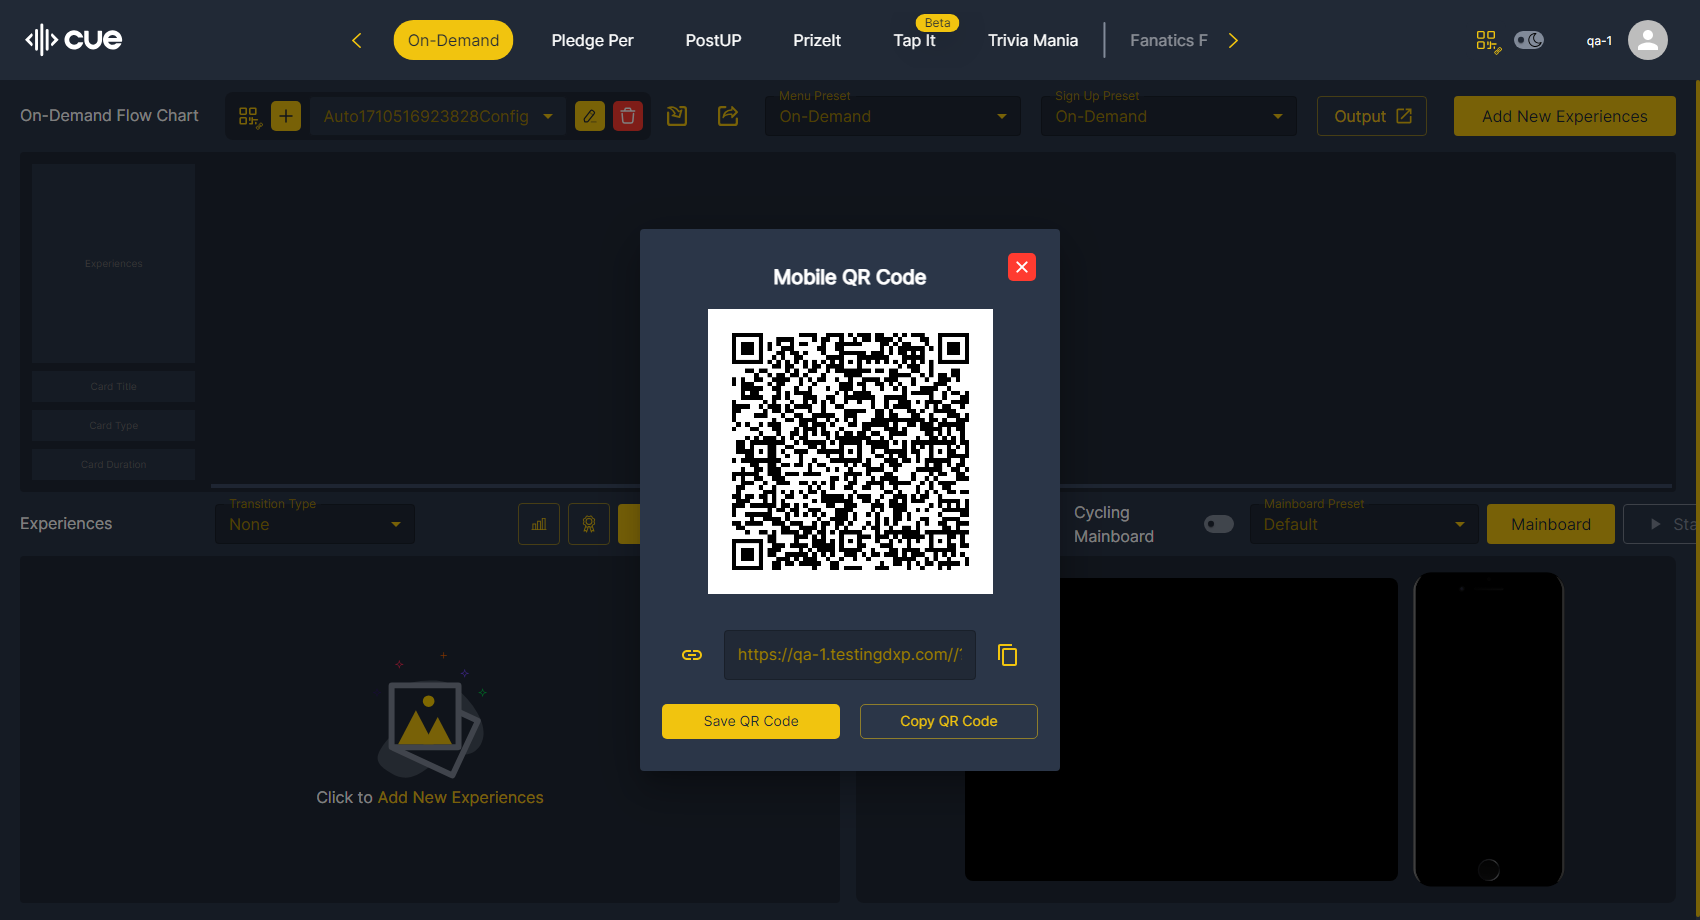 cue
On-Demand
Pledge Per
PostUP
PrizeIt
Beta
Tap It
Trivia Mania
Fanatics F
qa-1
On-Demand Flow Chart
Auto1710516923828Config
Menu Preset
On-Demand
Sign Up Preset
On-Demand
Output
Add New Experiences
Experiences
Card Title
Card Type
Card Duration
Mobile QR Code
https://qa-1.testingdxp.com//
Save QR Code
Copy QR Code
Experiences
Transition Type
None
Cycling
Mainboard
Mainboard Preset
Default
Mainboard
Sta
Click to Add New Experiences